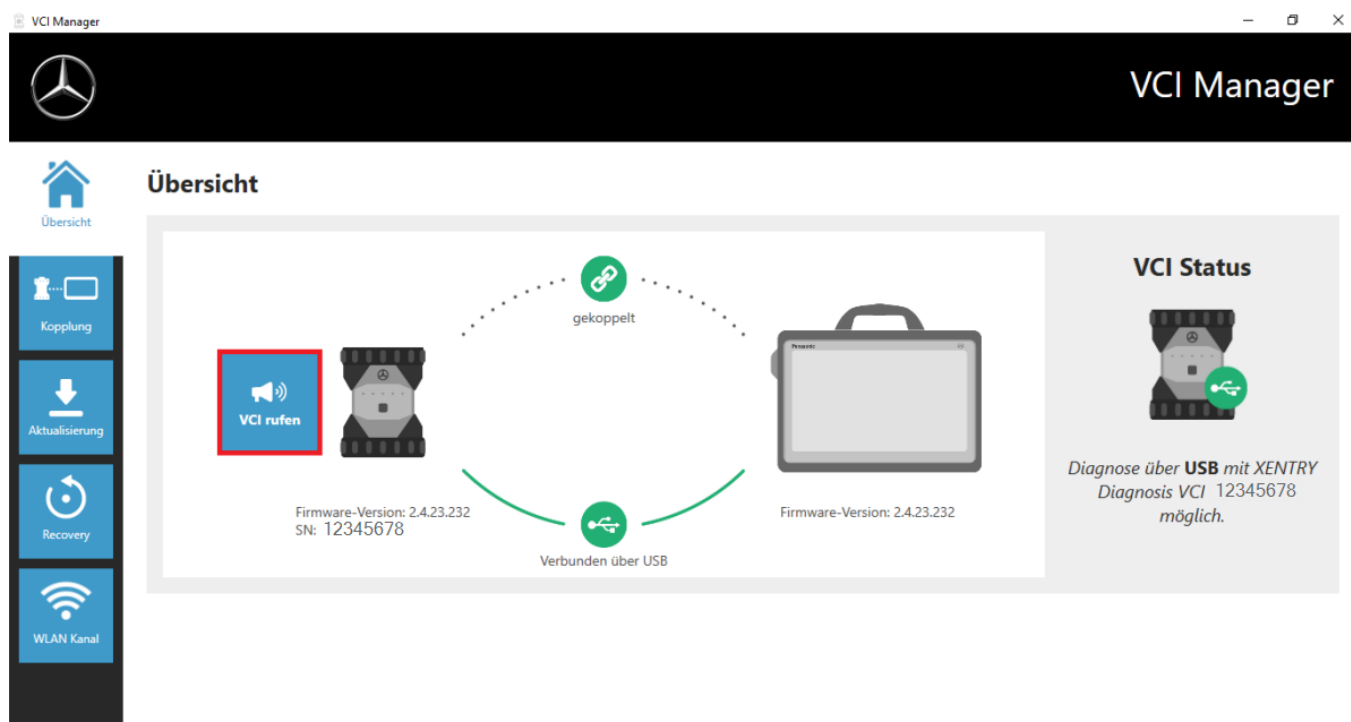 VCI Manager
VCI Manager
Übersicht
Kopplung
Aktualisierung
Recovery
WLAN Kanal
Übersicht
gekoppelt
VCI rufen
Firmware-Version: 2.4.23.232
SN: 12345678
Verbunden über USB
Panasonic
Firmware-Version: 2.4.23.232
VCI Status
Diagnose über USB mit XENTRY
Diagnosis VCI 12345678
möglich.